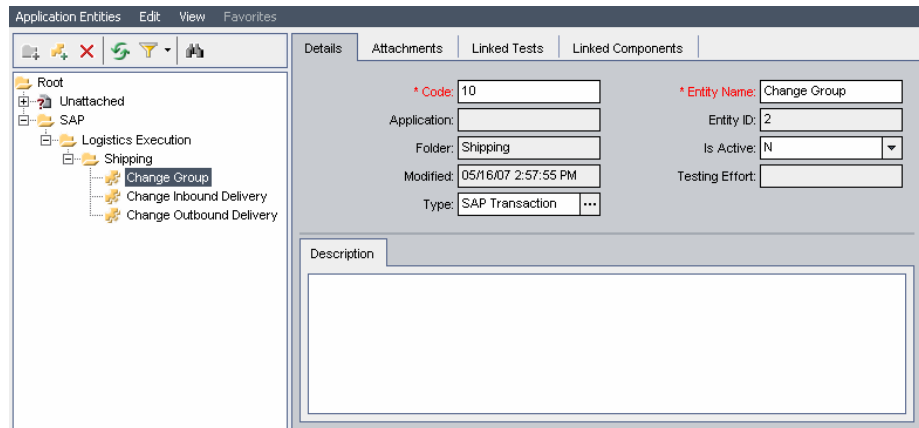 Application Entities Edit View Favorites
Root
Unattached
SAP
Logistics Execution
Shipping
Change Group
Change Inbound Delivery
Change Outbound Delivery
Details Attachments Linked Tests Linked Components
* Code: 10 * Entity Name: Change Group
Application: Entity ID: 2
Folder: Shipping Is Active: N
Modified: 05/16/07 2:57:55 PM Testing Effort:
Type: SAP Transaction ...
Description